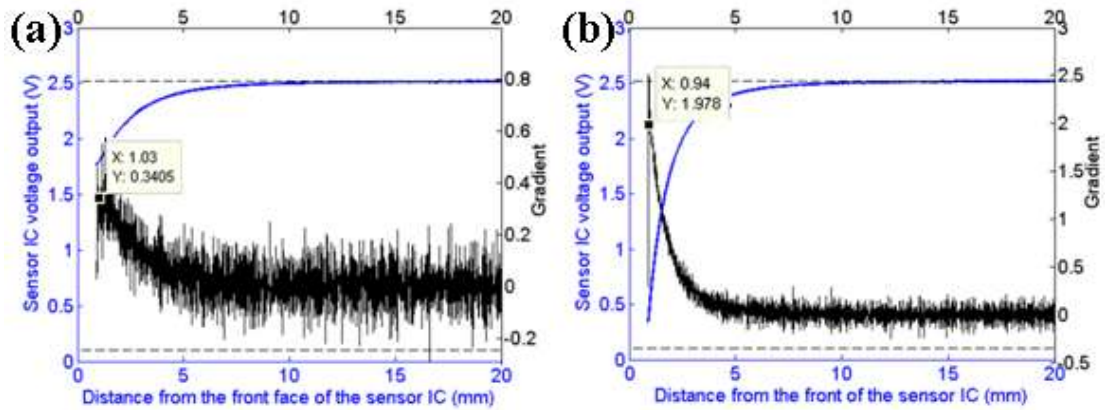 (a)
0 5 10 15 20
3
2.5
2
1.5
1
0.5
0
Sensor IC votlage output (V)
X: 1.03
Y: 0.3405
0.8
0.6
0.4
0.2
0
-0.2
Gradient
0 5 10 15 20
Distance from the front face of the sensor IC (mm)
(b)
0 5 10 15 20
3
2.5
2
1.5
1
0.5
0
Sensor IC voltage output (V)
X: 0.94
Y: 1.978
3
2.5
2
1.5
1
0.5
0
-0.5
Gradient
0 5 10 15 20
Distance from the front of the sensor IC (mm)